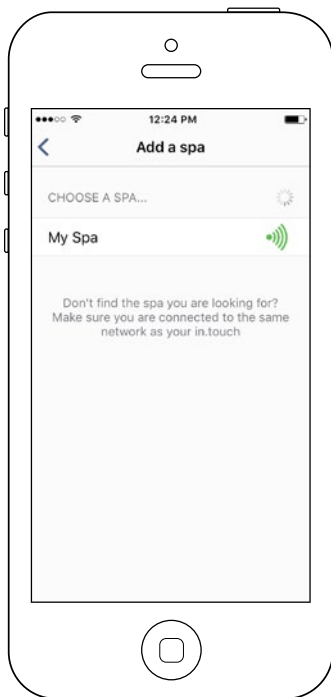 12:24 PM
Add a spa
CHOOSE A SPA...
My Spa
Don't find the spa you are looking for?
Make sure you are connected to the same
network as your in.touch